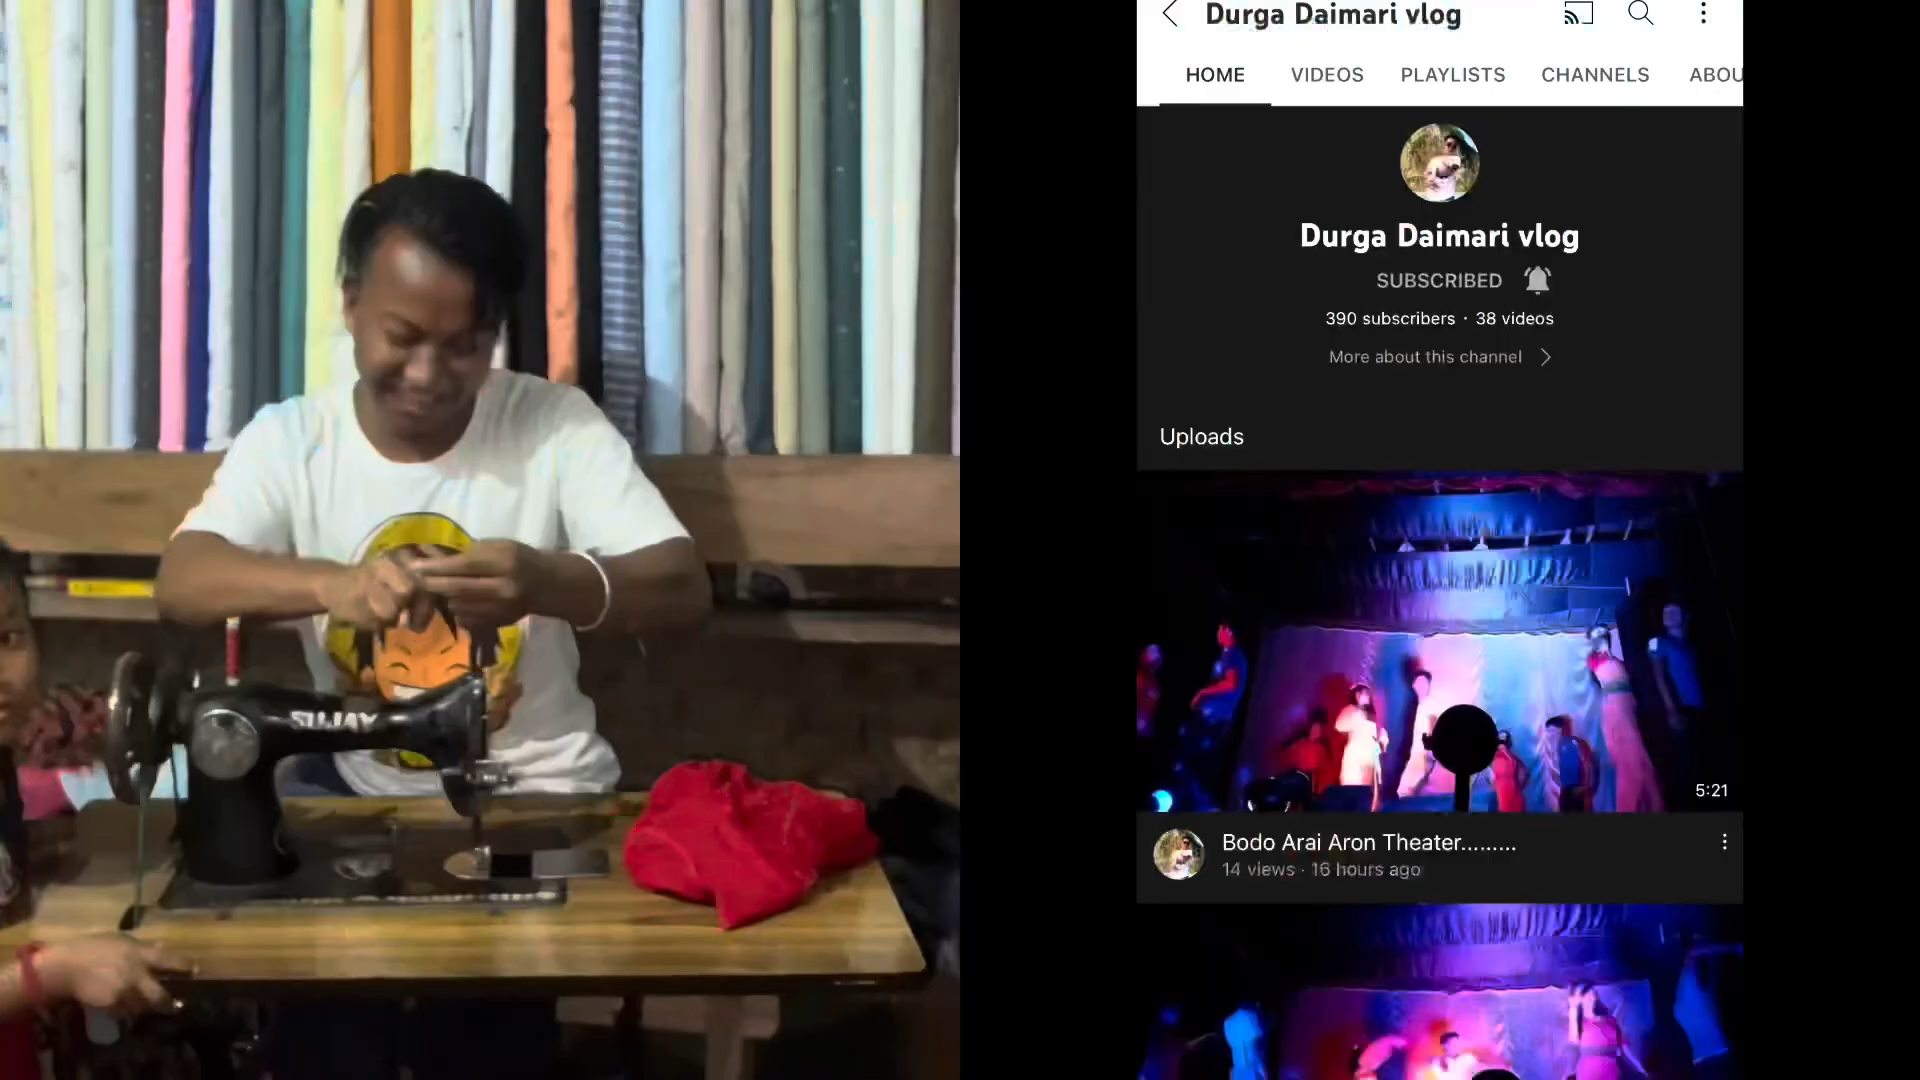 SUJAY
Durga Daimari vlog
HOME VIDEOS PLAYLISTS CHANNELS ABOU
Durga Daimari vlog
SUBSCRIBED
390 subscribers · 38 videos
More about this channel
Uploads
5:21
Bodo Arai Aron Theater.........
14 views · 16 hours ago